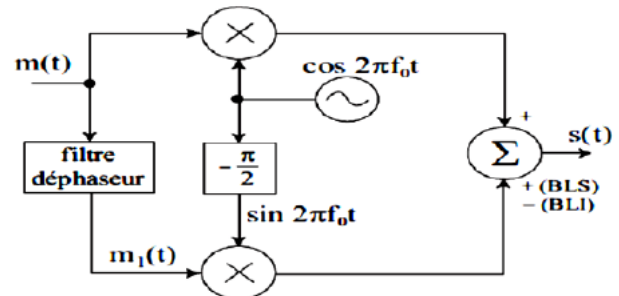 m(t)
cos 2πf₀t
+
s(t)
Σ
filtre
déphaseur
-π/2
+ (BLS)
− (BLI)
sin 2πf₀t
m₁(t)